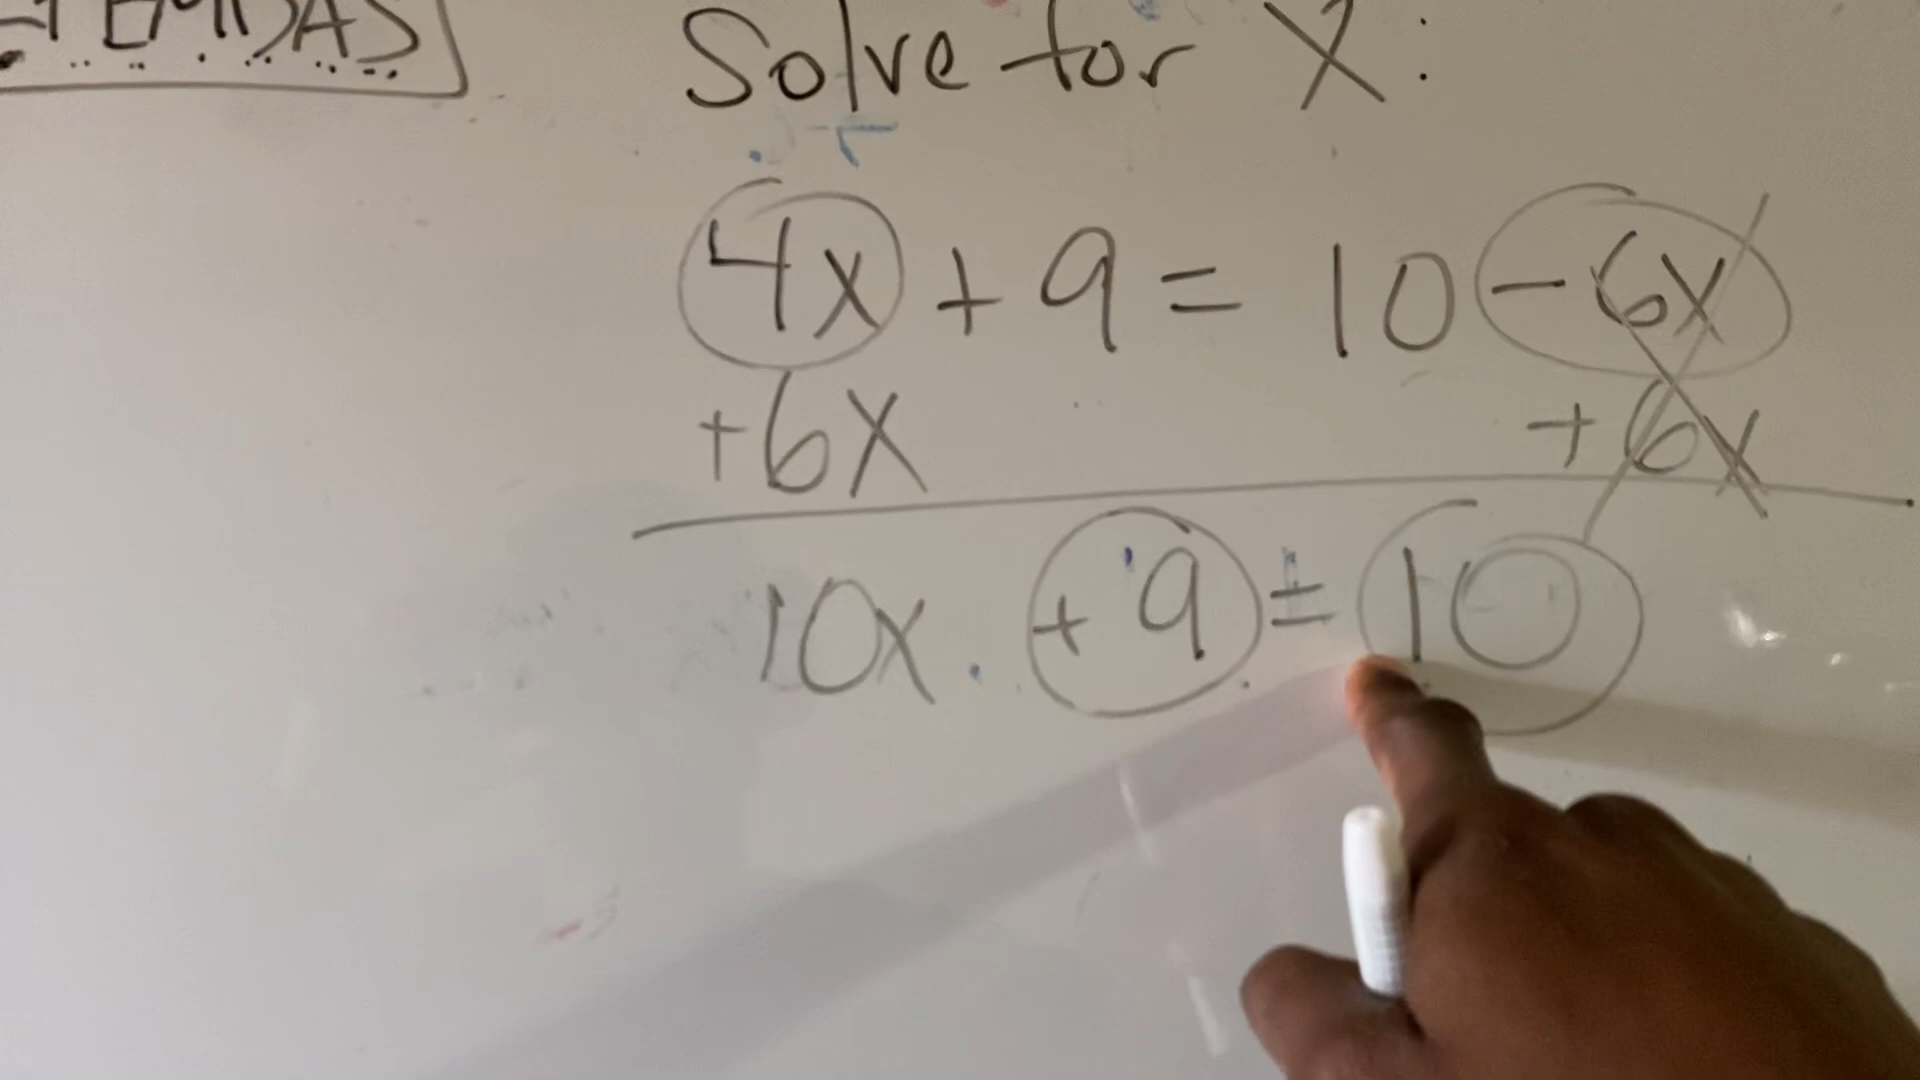 PEMDAS
Solve for X:
4x + 9 = 10 - 6x
+6x +6x
10x + 9 = 10